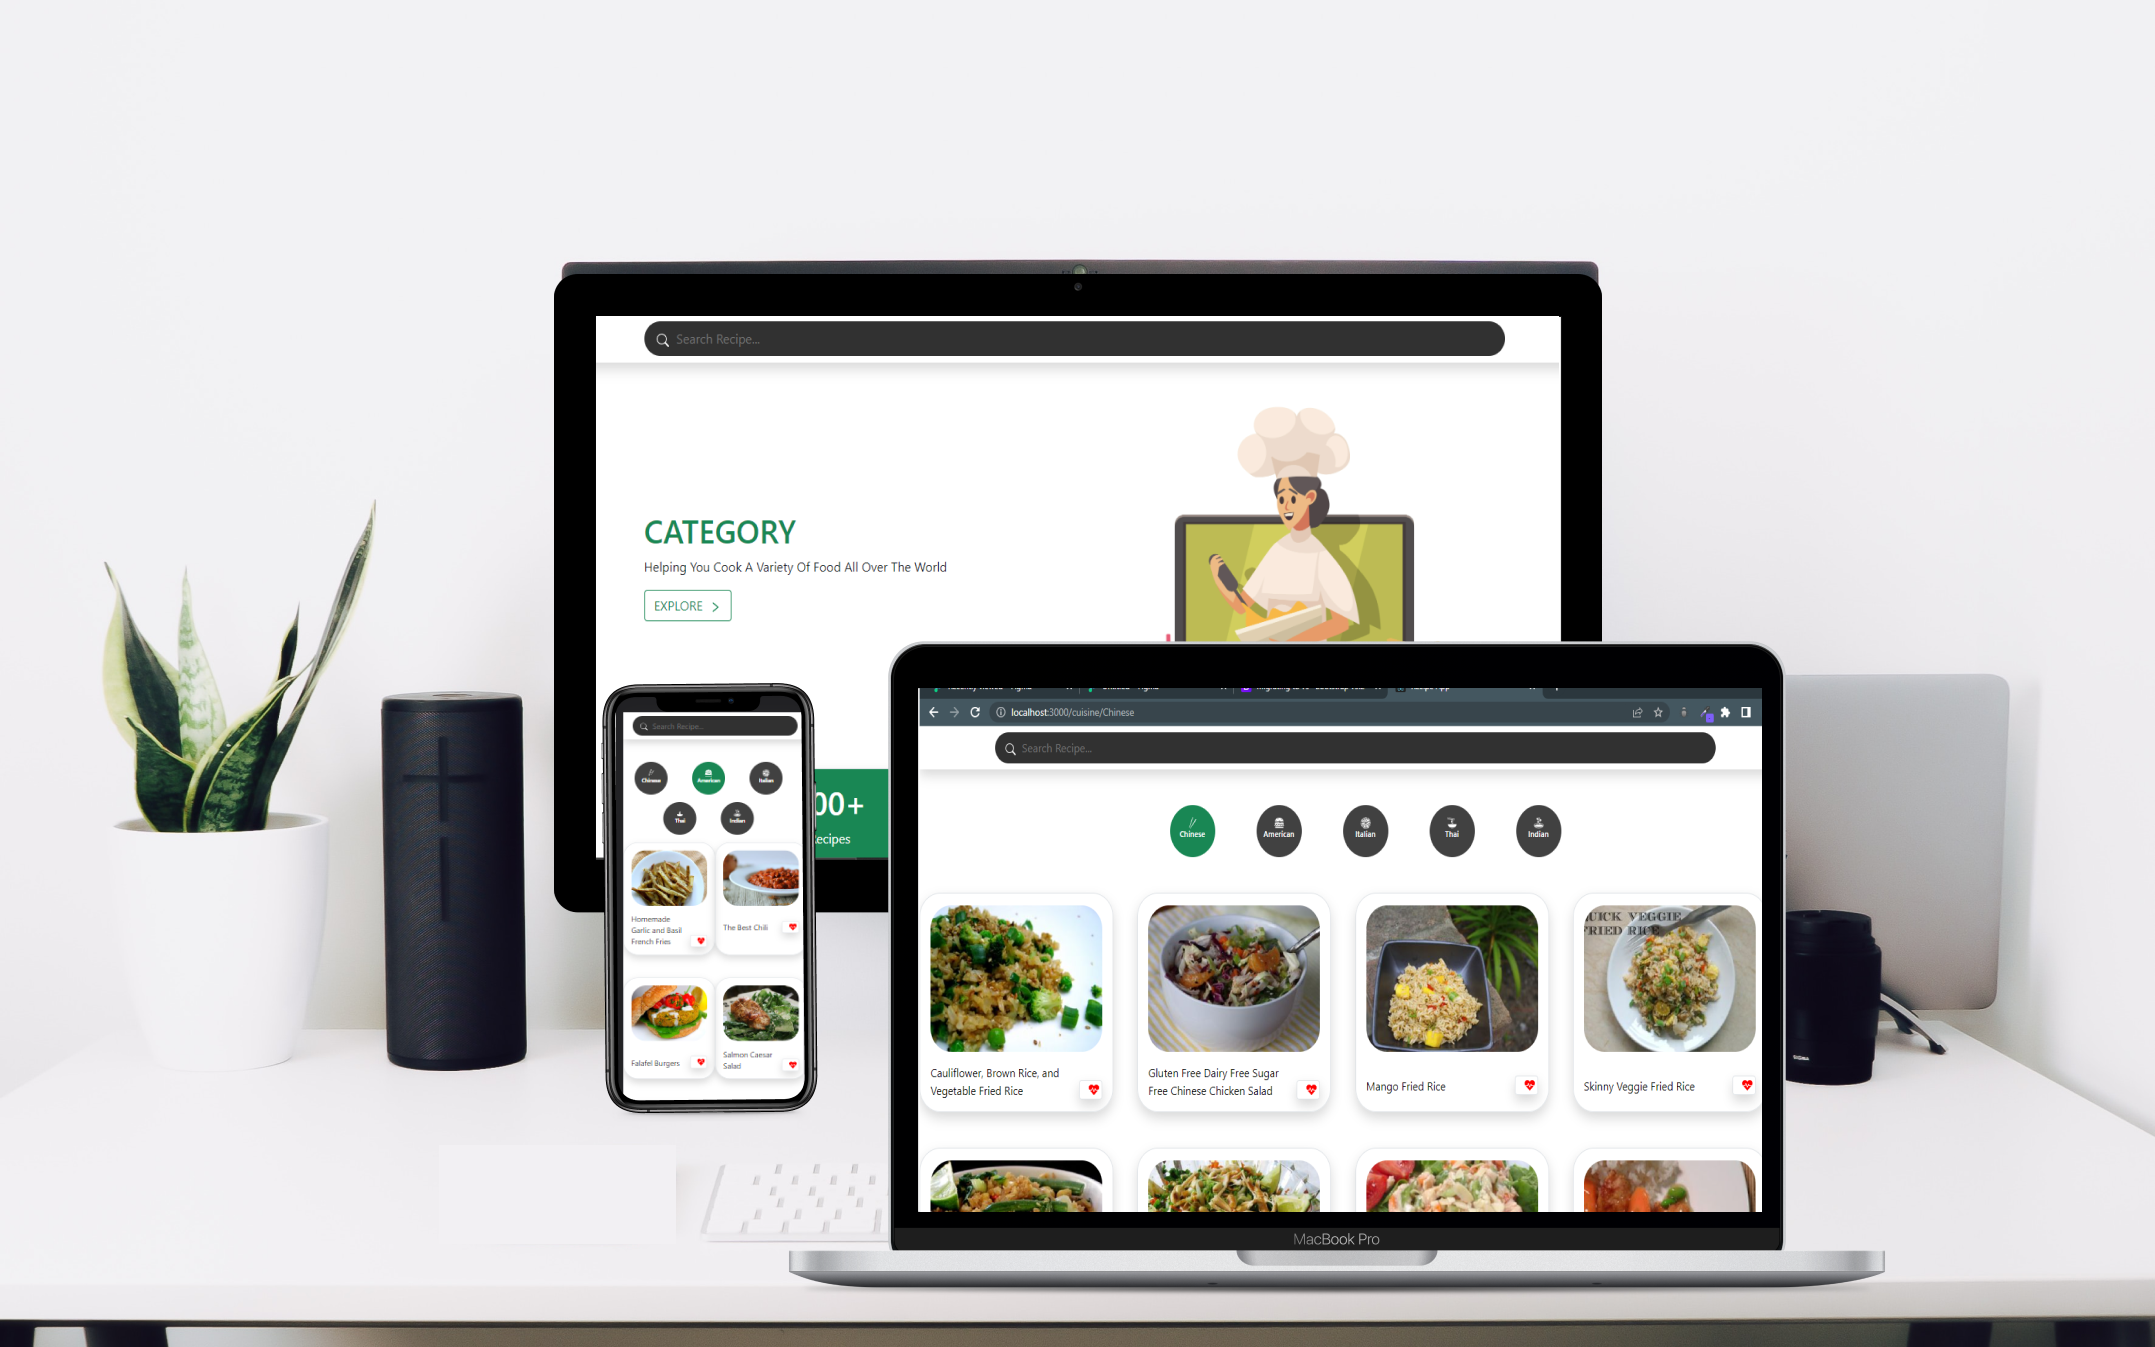 Search Recipe...
CATEGORY
Helping You Cook A Variety Of Food All Over The World
EXPLORE
00+
ecipes
Search Recipe...
Chinese
American
Italian
Thai
Indian
Homemade
Garlic and Basil
French Fries
The Best Chili
Falafel Burgers
Salmon Caesar
Salad
localhost:3000/cuisine/Chinese
Search Recipe...
Chinese
American
Italian
Thai
Indian
UICK VEGGIE
FRIED RICE
Cauliflower, Brown Rice, and
Vegetable Fried Rice
Gluten Free Dairy Free Sugar
Free Chinese Chicken Salad
Mango Fried Rice
Skinny Veggie Fried Rice
MacBook Pro